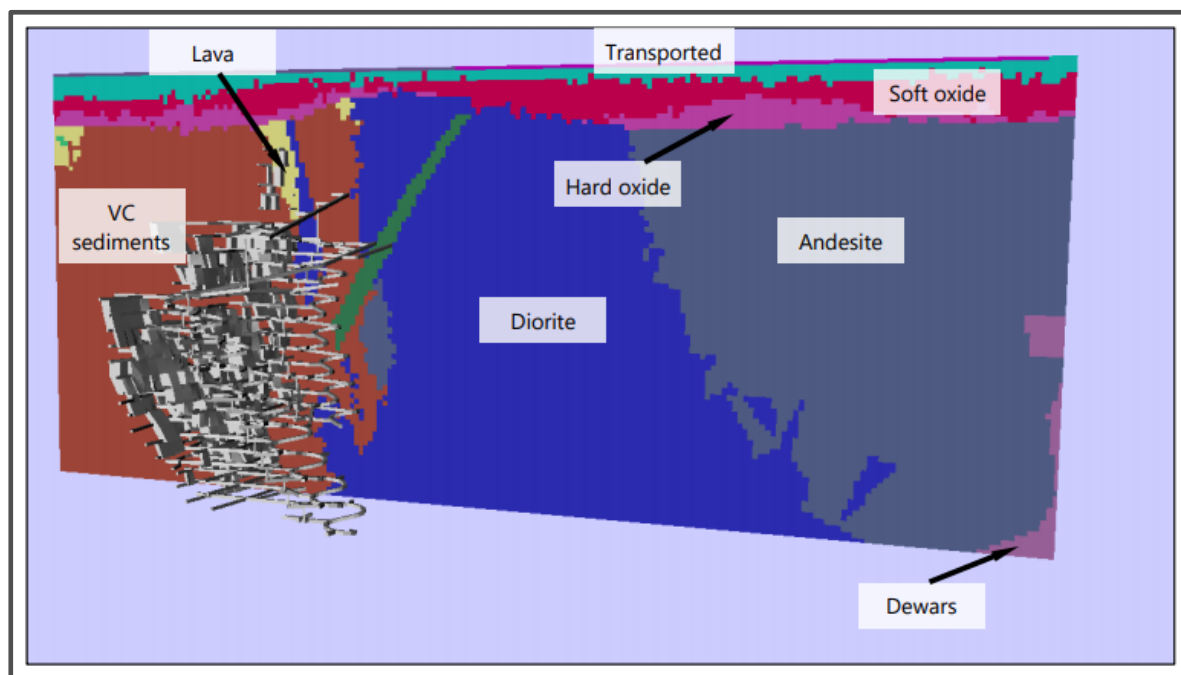 Lava
Transported
Soft oxide
Hard oxide
VC
sediments
Andesite
Diorite
Dewars